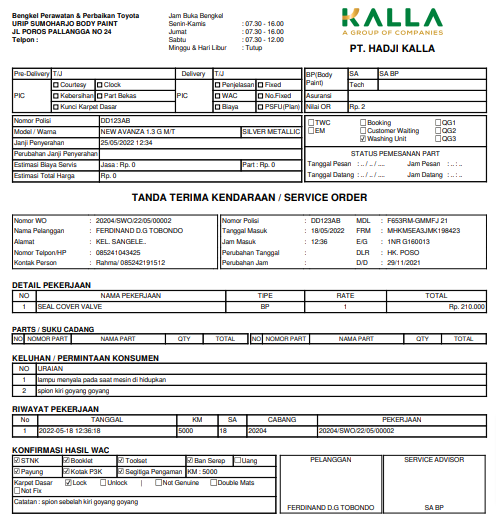 Bengkel Perawatan & Perbaikan Toyota
URIP SUMOHARJO BODY PAINT
JL POROS PALLANGGA NO 24
Telpon :
Jam Buka Bengkel
Senin-Kamis : 07.30 - 16.00
Jumat : 07.30 - 16.00
Sabtu : 07.30 - 12.00
Minggu & Hari Libur : Tutup
KALLA
A GROUP OF COMPANIES
PT. HADJI KALLA
Pre-Delivery T/J Delivery T/J BP(Body Paint) SA SA BP
Tech
PIC Courtesy Clock PIC Penjelasan Fixed Asuransi
Kebersihan Part Bekas WAC No.Fixed
Kunci Karpet Dasar Biaya PSFU(Plan) Nilai OR Rp. 2
Nomor Polisi DD123AB
Model / Warna NEW AVANZA 1.3 G M/T SILVER METALLIC
Janji Penyerahan 25/05/2022 12:34
Perubahan Janji Penyerahan
Estimasi Biaya Servis Jasa : Rp. 0 Part : Rp. 0
Estimasi Total Harga Rp. 0
TWC Booking QG1
EM Customer Waiting QG2
Washing Unit QG3
STATUS PEMESANAN PART
Tanggal Pesan : .. / .. / .... Jam Pesan : .. : ..
Tanggal Datang : .. / .. / .... Jam Datang : .. : ..
TANDA TERIMA KENDARAAN / SERVICE ORDER
Nomor WO : 20204/SWO/22/05/00002
Nama Pelanggan : FERDINAND D.G TOBONDO
Alamat : KEL. SANGELE..
Nomor Telpon/HP : 085241043425
Kontak Person : Rahma/ 085242191512
Nomor Polisi : DD123AB MDL : F653RM-GMMFJ 21
Tanggal Masuk : 18/05/2022 FRM : MHKM5EA3JMK198423
Jam Masuk : 12:36 E/G : 1NR G160013
Perubahan Tanggal : DLR : HK. POSO
Perubahan Jam : D/D : 29/11/2021
DETAIL PEKERJAAN
NO NAMA PEKERJAAN TIPE RATE TOTAL
1 SEAL COVER VALVE BP 1 Rp. 210.000
PARTS / SUKU CADANG
NO NOMOR PART NAMA PART QTY TOTAL NO NOMOR PART NAMA PART QTY TOTAL
KELUHAN / PERMINTAAN KONSUMEN
NO URAIAN
1 lampu menyala pada saat mesin di hidupkan
2 spion kiri goyang goyang
RIWAYAT PEKERJAAN
No TANGGAL KM SA CABANG PEKERJAAN
1 2022-05-18 12:36:18 5000 18 20204 20204/SWO/22/05/00002
KONFIRMASI HASIL WAC
STNK Booklet Toolset Ban Serep Uang
Payung Kotak P3K Segitiga Pengaman KM : 5000
Karpet Dasar Lock Unlock | Not Genuine Double Mats
Not Fix
Catatan : spion sebelah kiri goyang goyang
PELANGGAN
FERDINAND D.G TOBONDO
SERVICE ADVISOR
SA BP